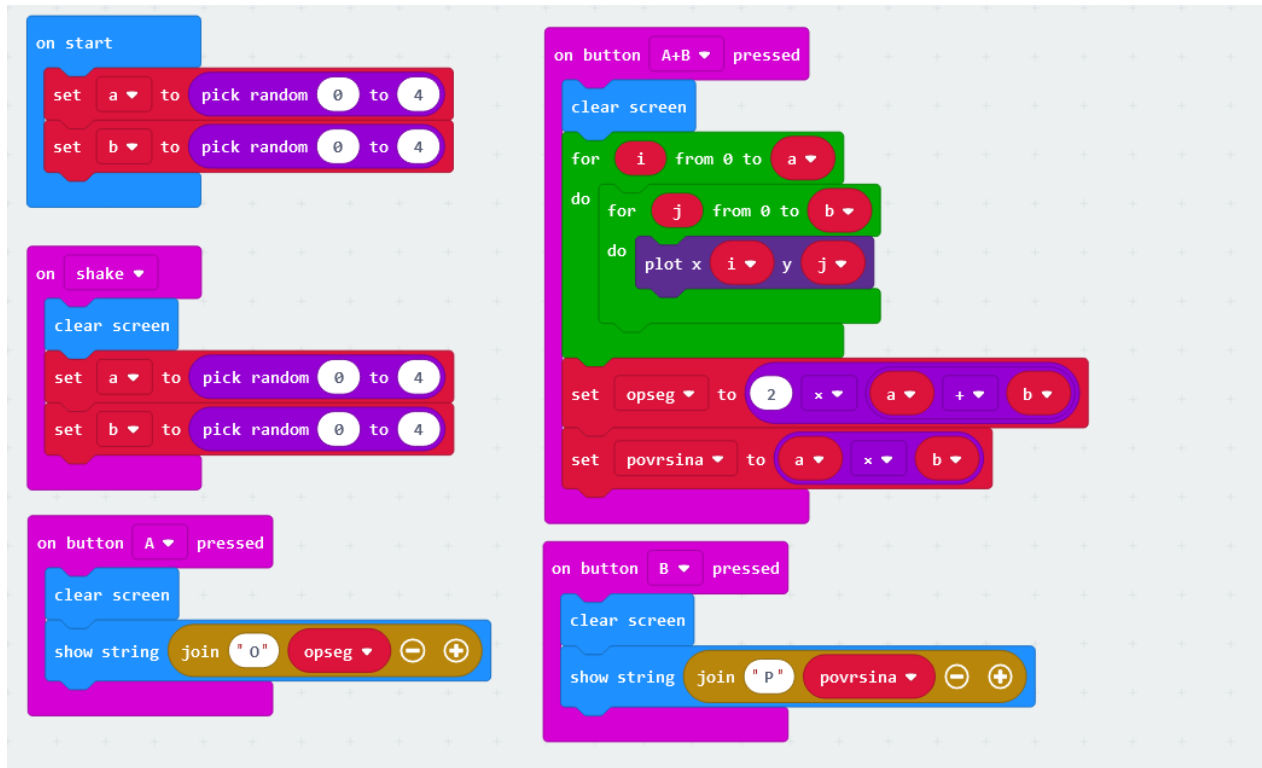 on start
set a to pick random 0 to 4
set b to pick random 0 to 4
on shake
clear screen
set a to pick random 0 to 4
set b to pick random 0 to 4
on button A pressed
clear screen
show string join "O" opseg
on button A+B pressed
clear screen
for i from 0 to a
do
for j from 0 to b
do
plot x i y j
set opseg to 2 × a + b
set povrsina to a × b
on button B pressed
clear screen
show string join "P" povrsina